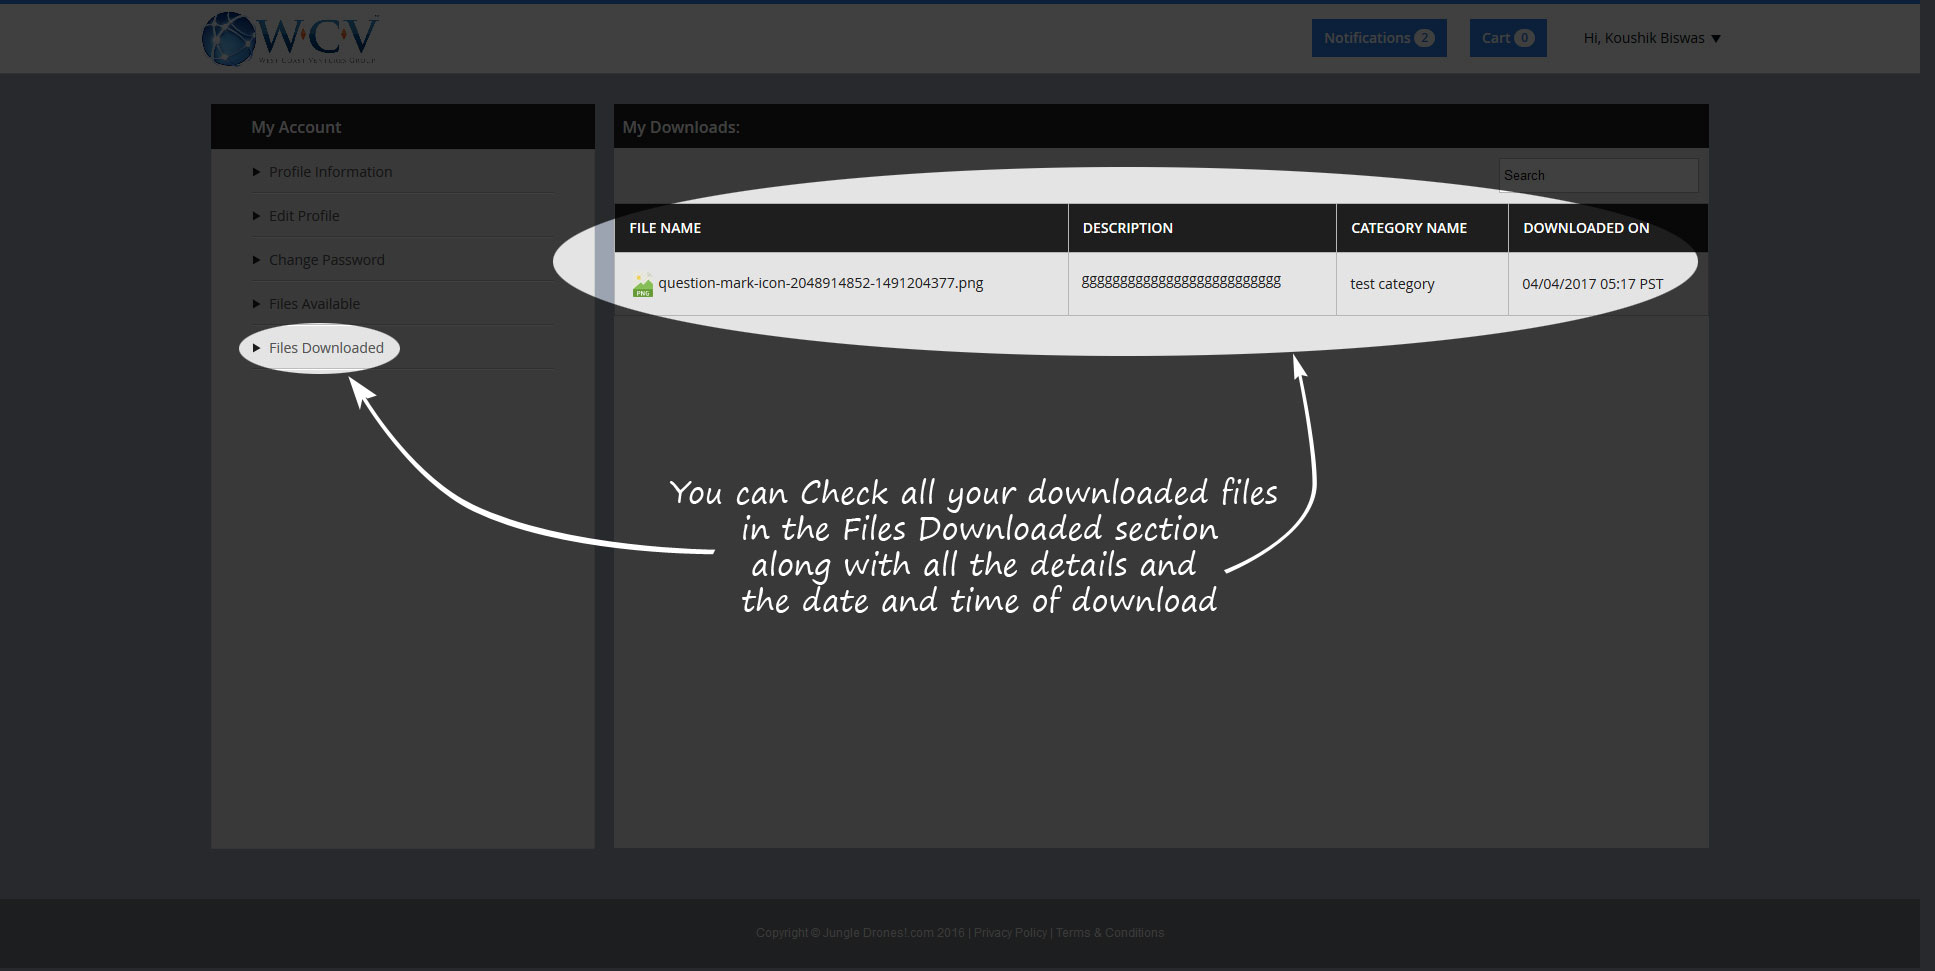 W·C·V
WEST COAST VENTURES GROUP
Notifications 2
Cart 0
Hi, Koushik Biswas
My Account
Profile Information
Edit Profile
Change Password
Files Available
Files Downloaded
My Downloads:
Search
FILE NAME DESCRIPTION CATEGORY NAME DOWNLOADED ON
PNG question-mark-icon-2048914852-1491204377.png gggggggggggggggggggggggggg test category 04/04/2017 05:17 PST
You can Check all your downloaded files
in the Files Downloaded section
along with all the details and
the date and time of download
Copyright © Jungle Dronesl.com 2016 | Privacy Policy | Terms & Conditions